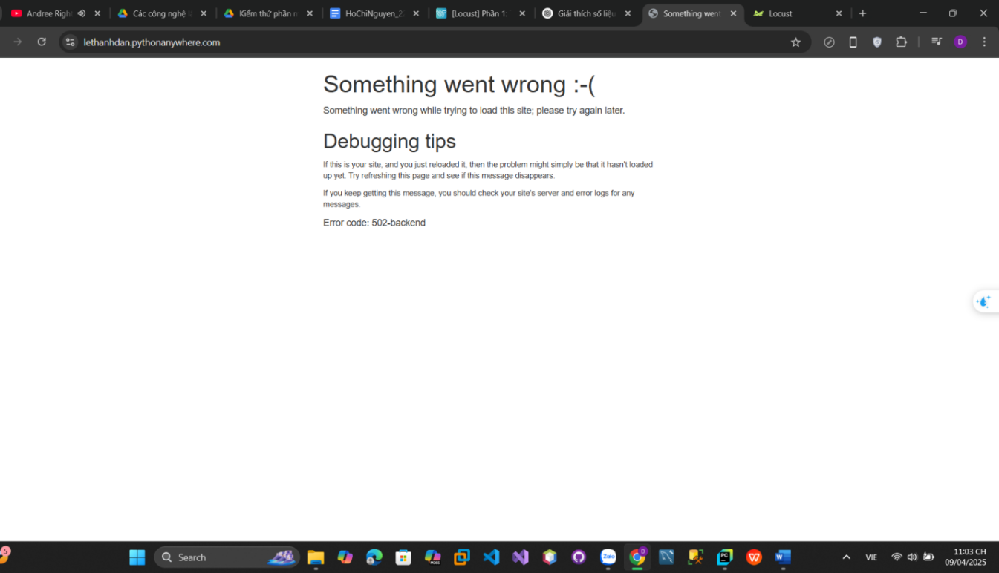 Andree Righ
Các công nghệ l
Kiểm thử phần m
HoChiNguyen_2
[Locust] Phần 1:
Giải thích số liệu
Something went
Locust
lethanhdan.pythonanywhere.com
D
Something went wrong :-(
Something went wrong while trying to load this site; please try again later.
Debugging tips
If this is your site, and you just reloaded it, then the problem might simply be that it hasn't loaded
up yet. Try refreshing this page and see if this message disappears.
If you keep getting this message, you should check your site's server and error logs for any
messages.
Error code: 502-backend
5
Search
M365
Zalo
D
PC
W
W
VIE
11:03 CH
09/04/2025